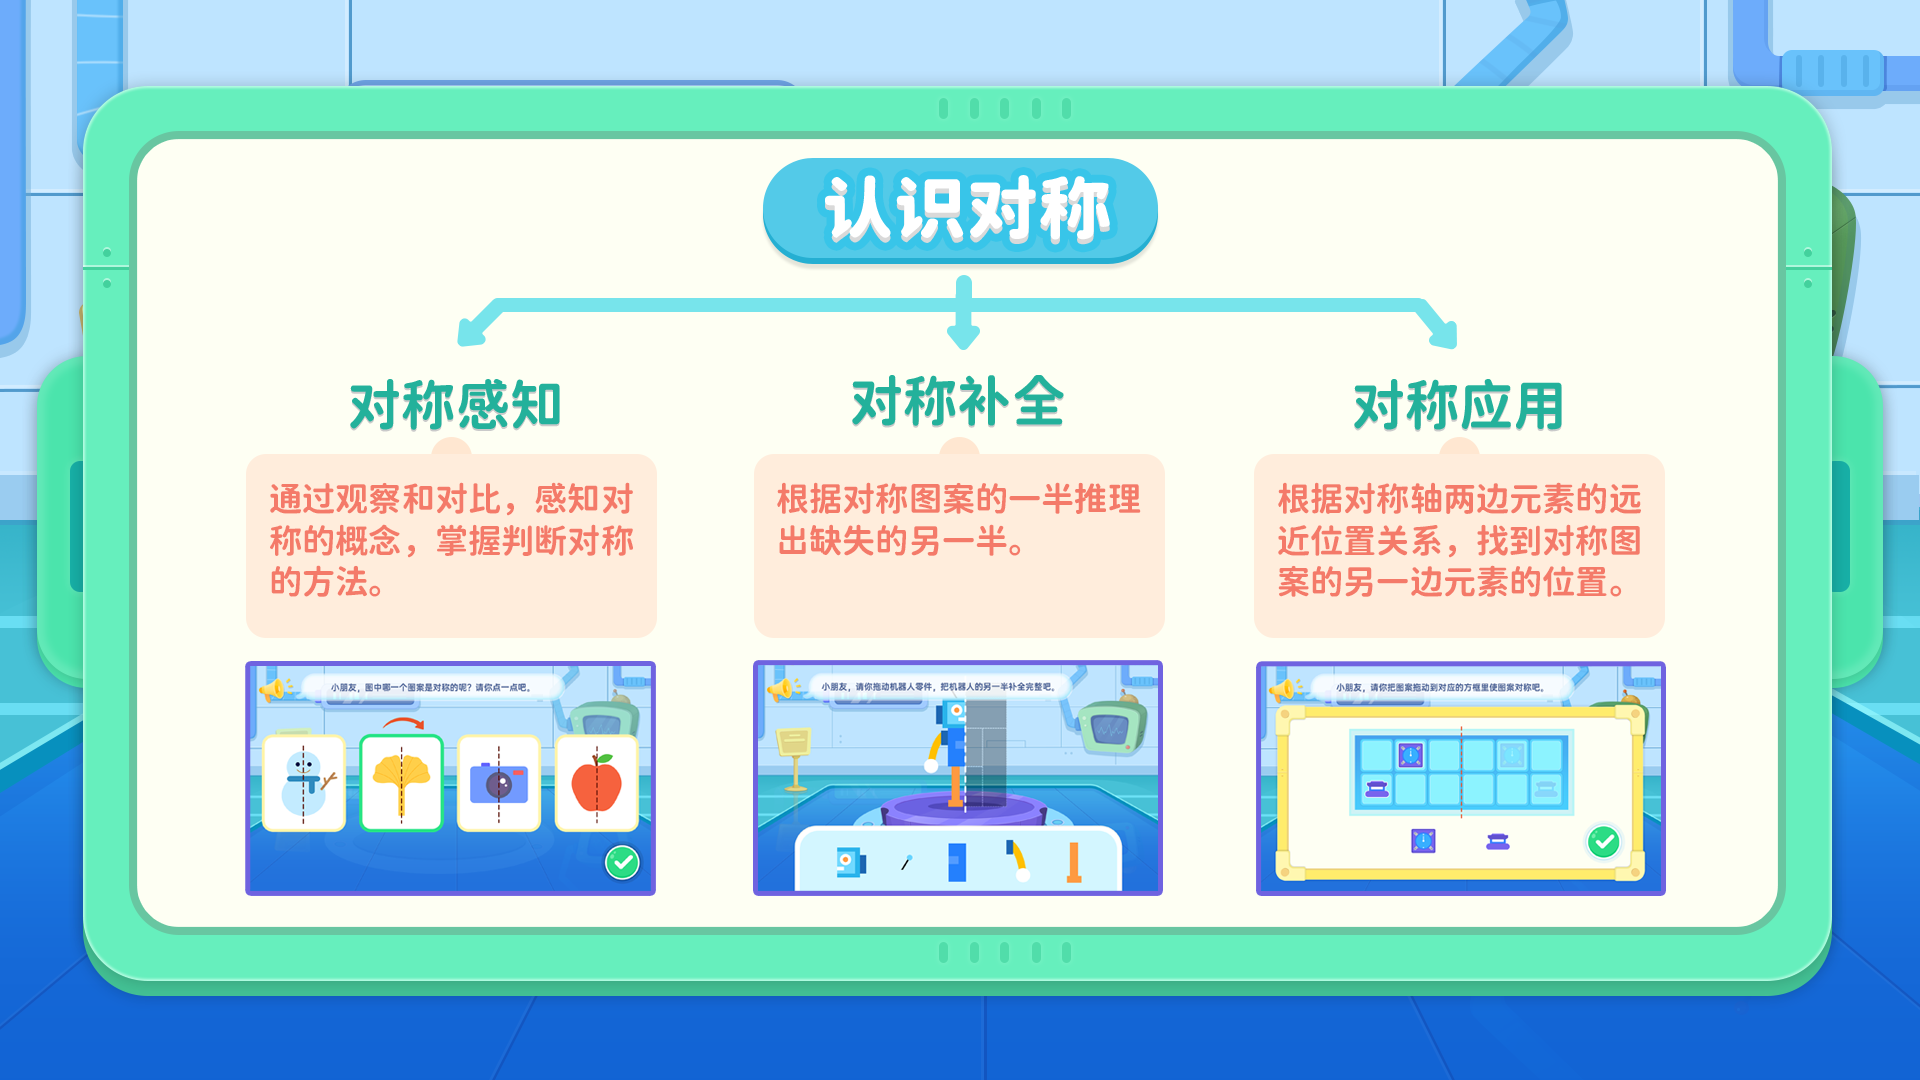 认识对称
对称感知
对称补全
对称应用
通过观察和对比，感知对
称的概念，掌握判断对称
的方法。
根据对称图案的一半推理
出缺失的另一半。
根据对称轴两边元素的远
近位置关系，找到对称图
案的另一边元素的位置。
小朋友，图中哪一个图案是对称的呢？请你点一点吧。
小朋友，请你拖动机器人零件，把机器人的另一半补全完整吧。
小朋友，请你把图案拖动到对应的方框里使图案对称吧。